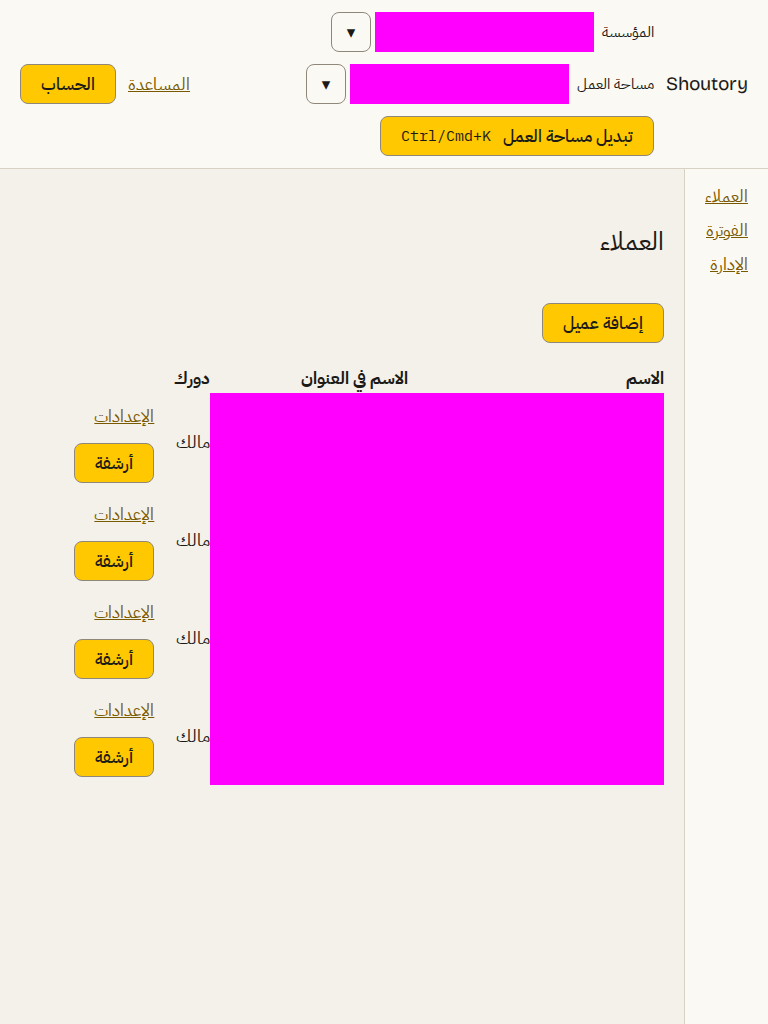 المؤسسة ▼
Shoutory مساحة العمل ▼ المساعدة الحساب
تبديل مساحة العمل Ctrl/Cmd+K
العملاء
الفوترة
الإدارة
العملاء
إضافة عميل
الاسم الاسم في العنوان دورك
مالك الإعدادات
أرشفة
مالك الإعدادات
أرشفة
مالك الإعدادات
أرشفة
مالك الإعدادات
أرشفة